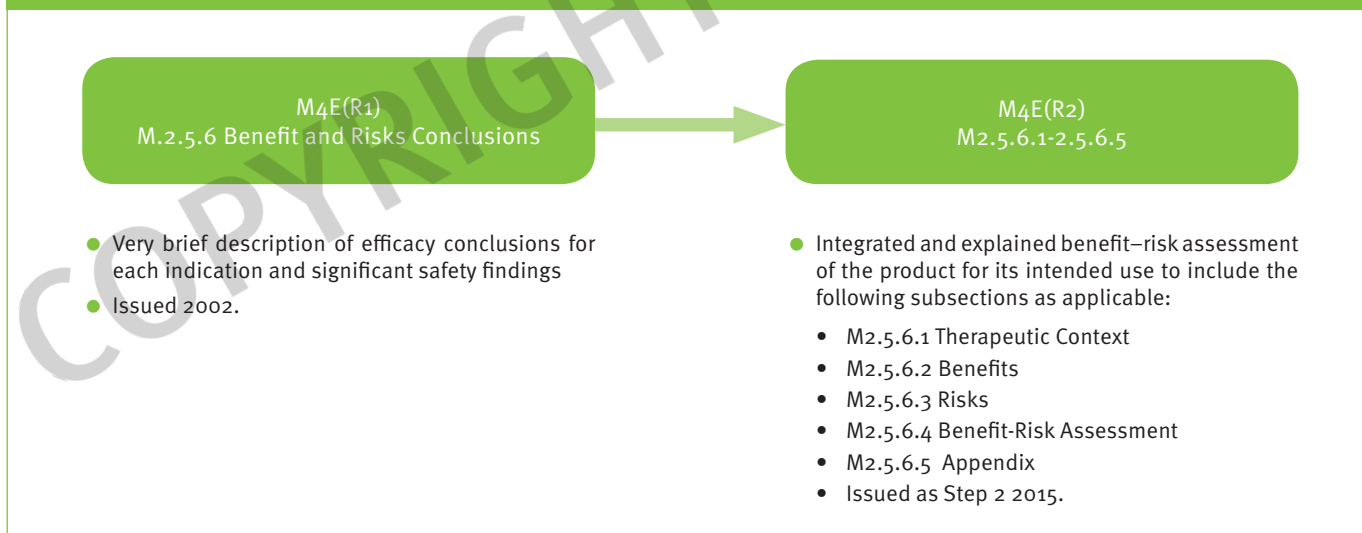 M4E(R1)
M.2.5.6 Benefit and Risks Conclusions
M4E(R2)
M2.5.6.1-2.5.6.5
● Very brief description of efficacy conclusions for
each indication and significant safety findings
● Issued 2002.
● Integrated and explained benefit–risk assessment
of the product for its intended use to include the
following subsections as applicable:
• M2.5.6.1 Therapeutic Context
• M2.5.6.2 Benefits
• M2.5.6.3 Risks
• M2.5.6.4 Benefit-Risk Assessment
• M2.5.6.5 Appendix
• Issued as Step 2 2015.
COPYRIGHT